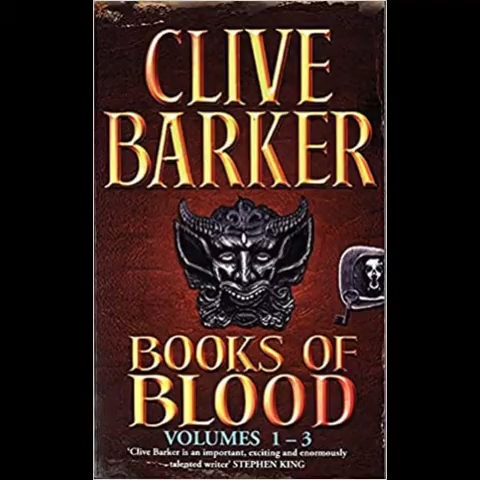 CLIVE
BARKER
BOOKS OF
BLOOD
VOLUMES 1 – 3
'Clive Barker is an important, exciting and enormously
talented writer' STEPHEN KING